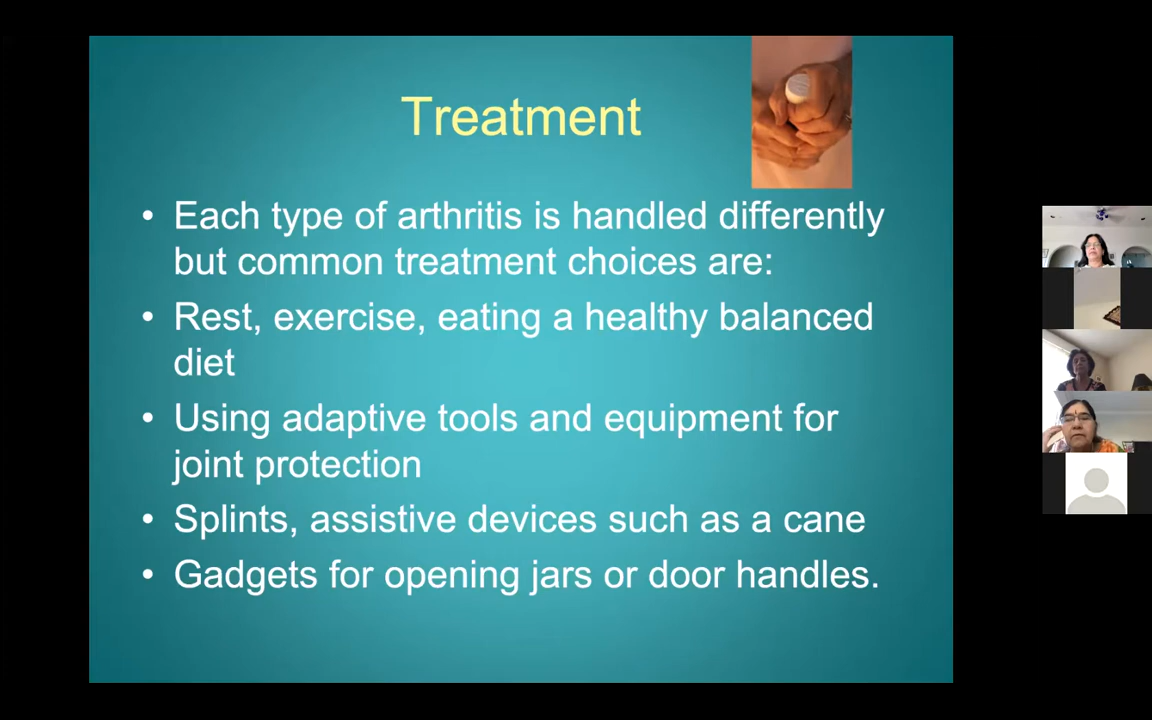 Treatment
• Each type of arthritis is handled differently
but common treatment choices are:
• Rest, exercise, eating a healthy balanced
diet
• Using adaptive tools and equipment for
joint protection
• Splints, assistive devices such as a cane
• Gadgets for opening jars or door handles.